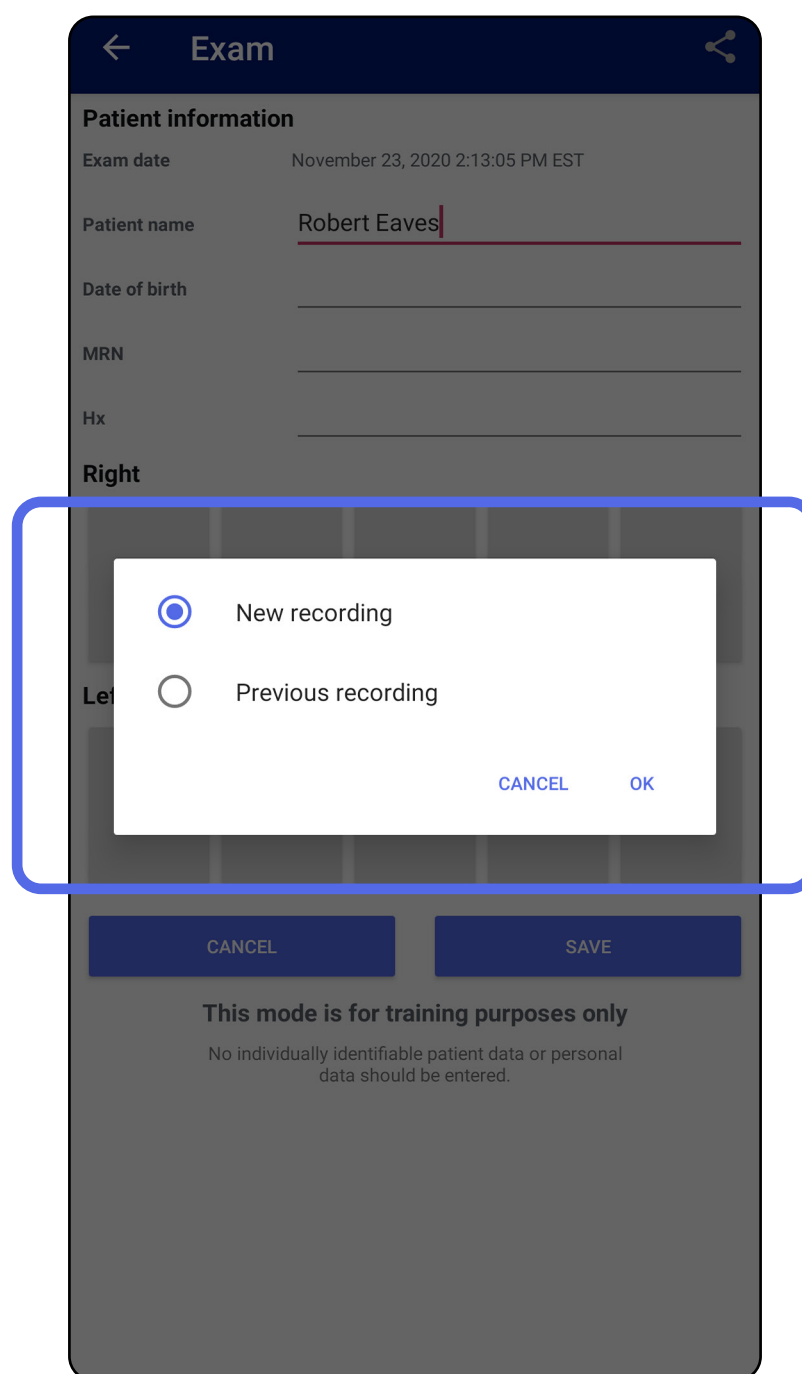 Exam
Patient information
Exam date November 23, 2020 2:13:05 PM EST
Patient name Robert Eaves
Date of birth
MRN
Hx
Right
New recording
Lef
Previous recording
CANCEL OK
CANCEL SAVE
This mode is for training purposes only
No individually identifiable patient data or personal
data should be entered.